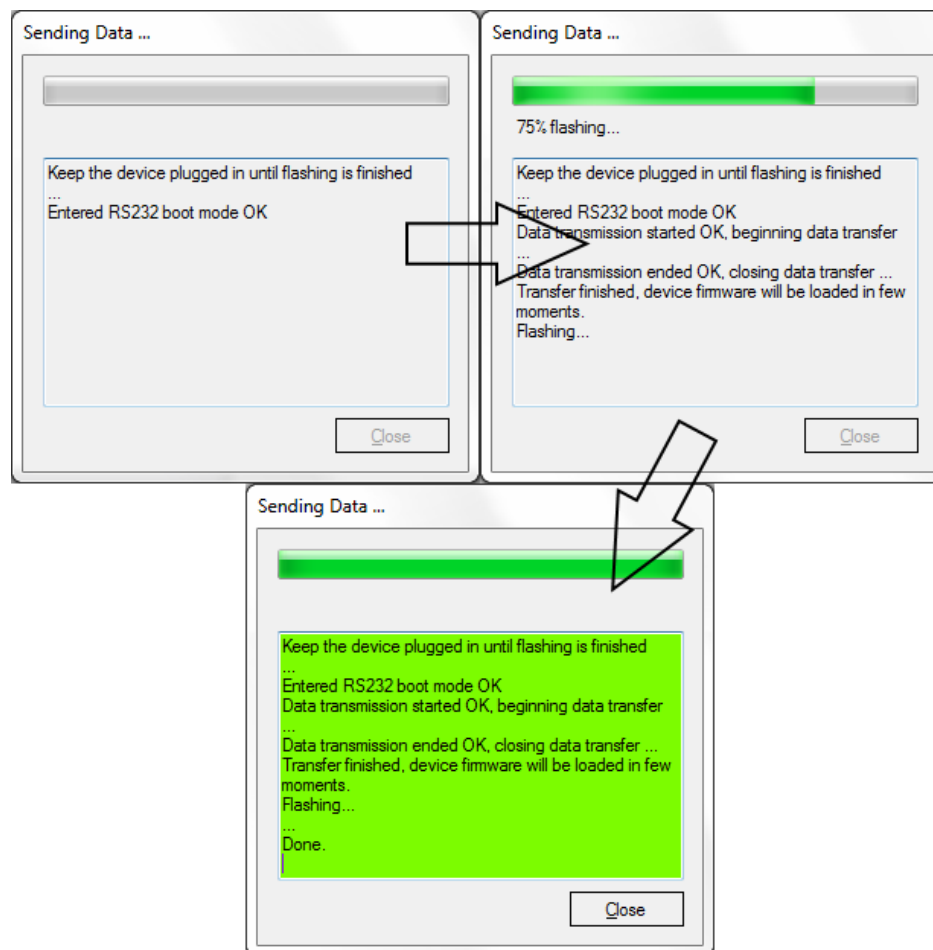 Sending Data ...
Keep the device plugged in until flashing is finished
...
Entered RS232 boot mode OK
Close
Sending Data ...
75% flashing...
Keep the device plugged in until flashing is finished
...
Entered RS232 boot mode OK
Data transmission started OK, beginning data transfer
...
Data transmission ended OK, closing data transfer ...
Transfer finished, device firmware will be loaded in few
moments.
Flashing...
Close
Sending Data ...
Keep the device plugged in until flashing is finished
...
Entered RS232 boot mode OK
Data transmission started OK, beginning data transfer
...
Data transmission ended OK, closing data transfer ...
Transfer finished, device firmware will be loaded in few
moments.
Flashing...
...
Done.
Close